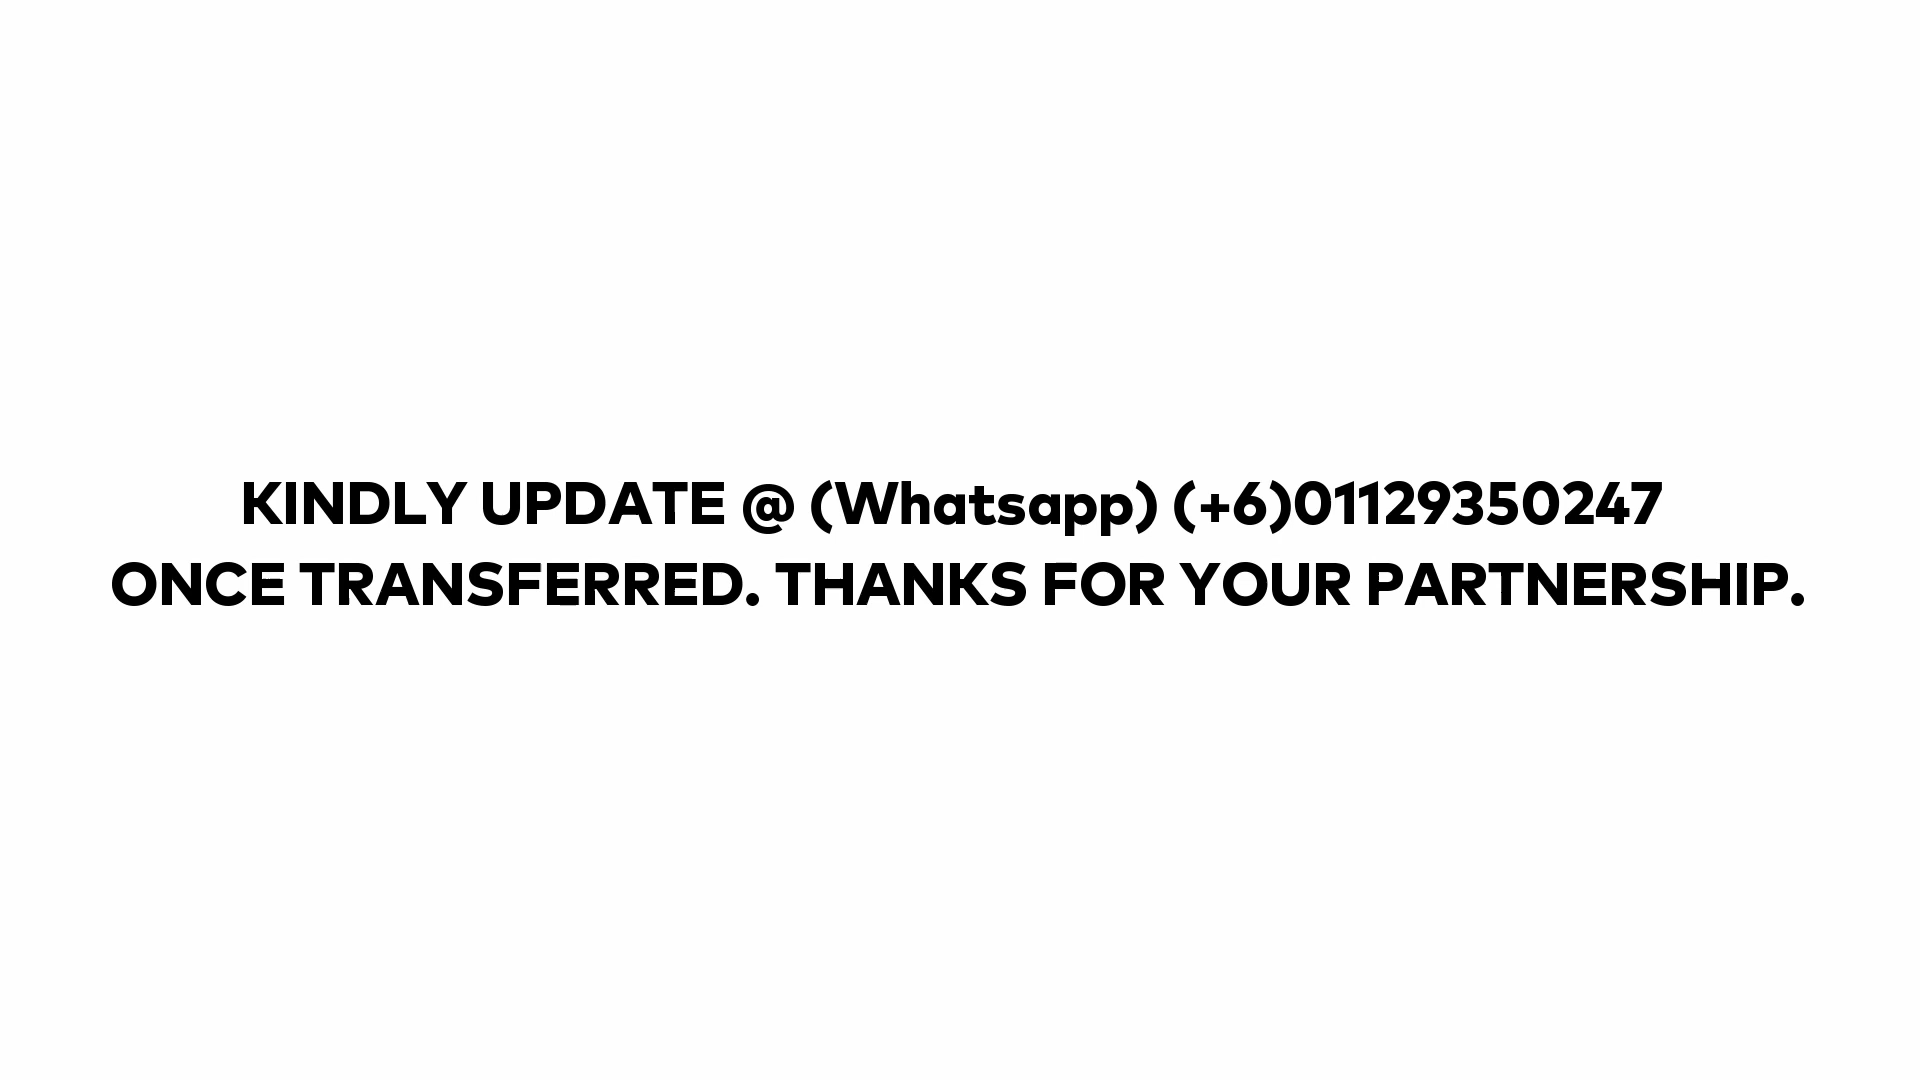 KINDLY UPDATE @ (Whatsapp) (+6)01129350247
ONCE TRANSFERRED. THANKS FOR YOUR PARTNERSHIP.